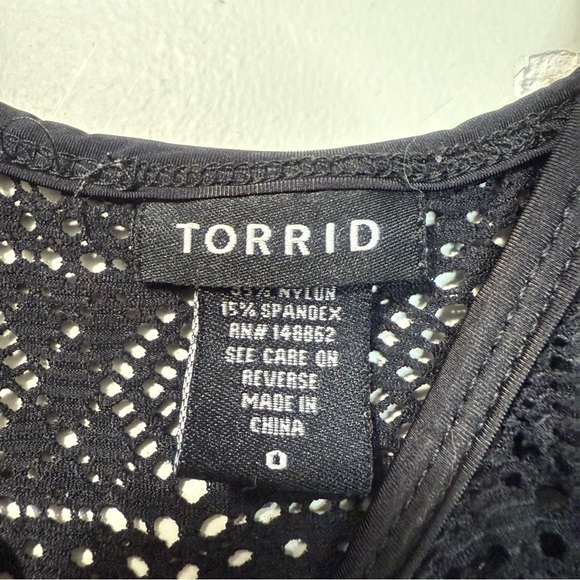 TORRID
NYLON
15% SPANDEX
RN# 148862
SEE CARE ON
REVERSE
MADE IN
CHINA
0